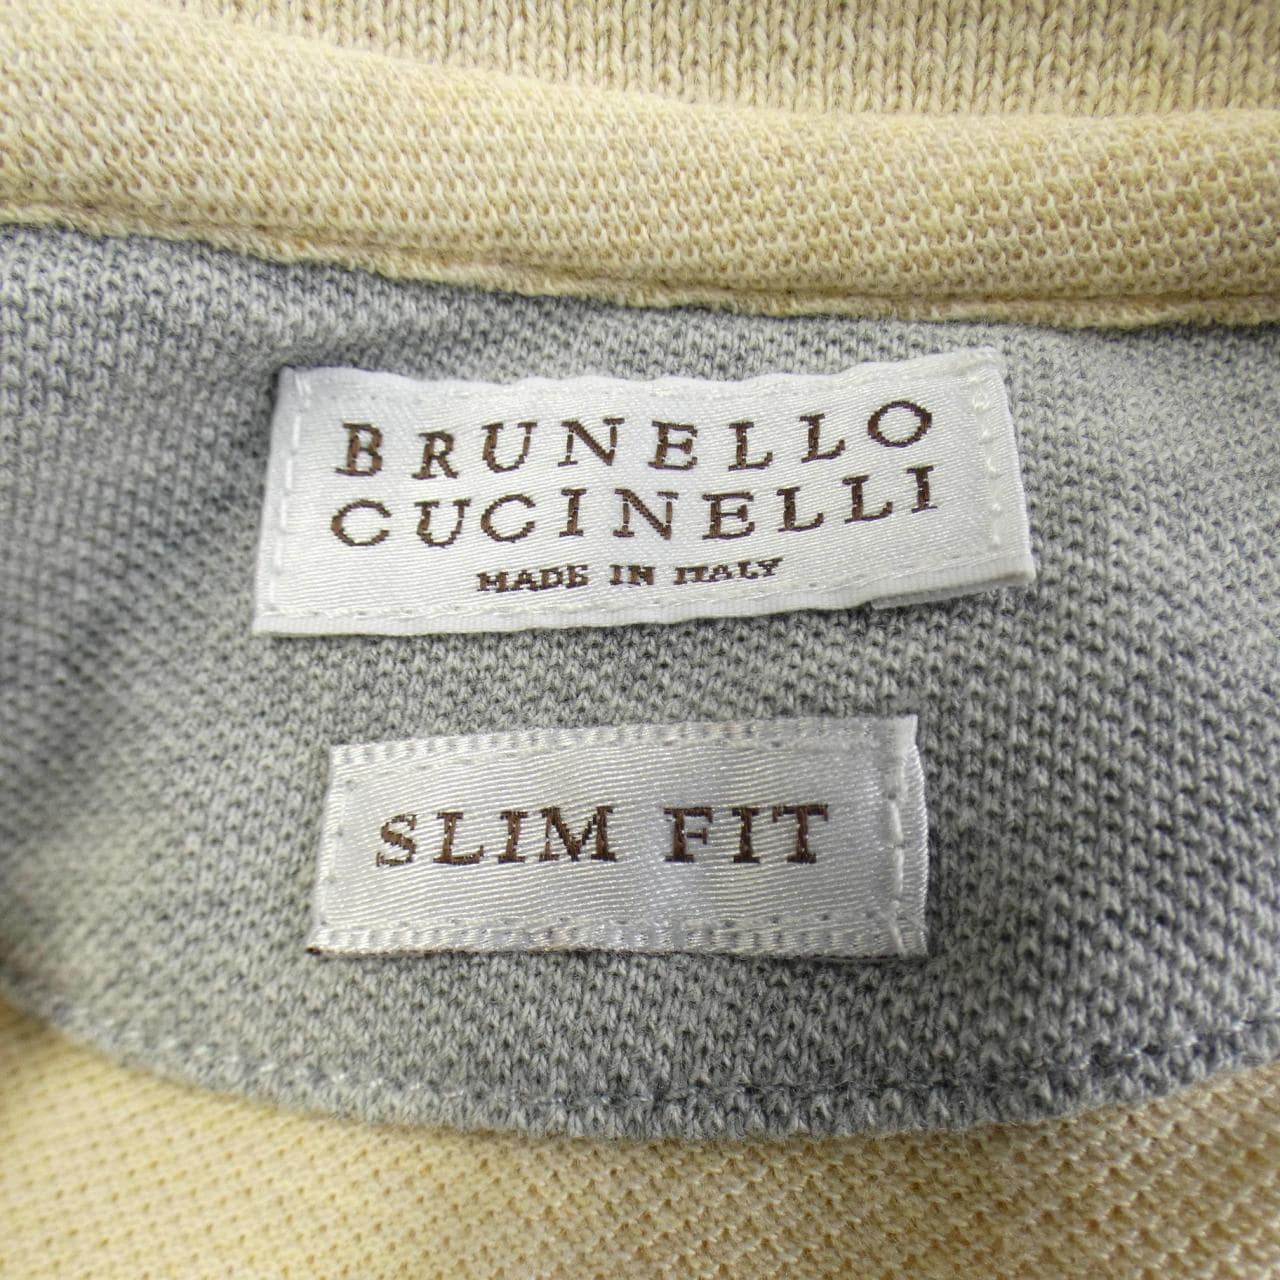 BRUNELLO
CUCINELLI
MADE IN ITALY
SLIM FIT